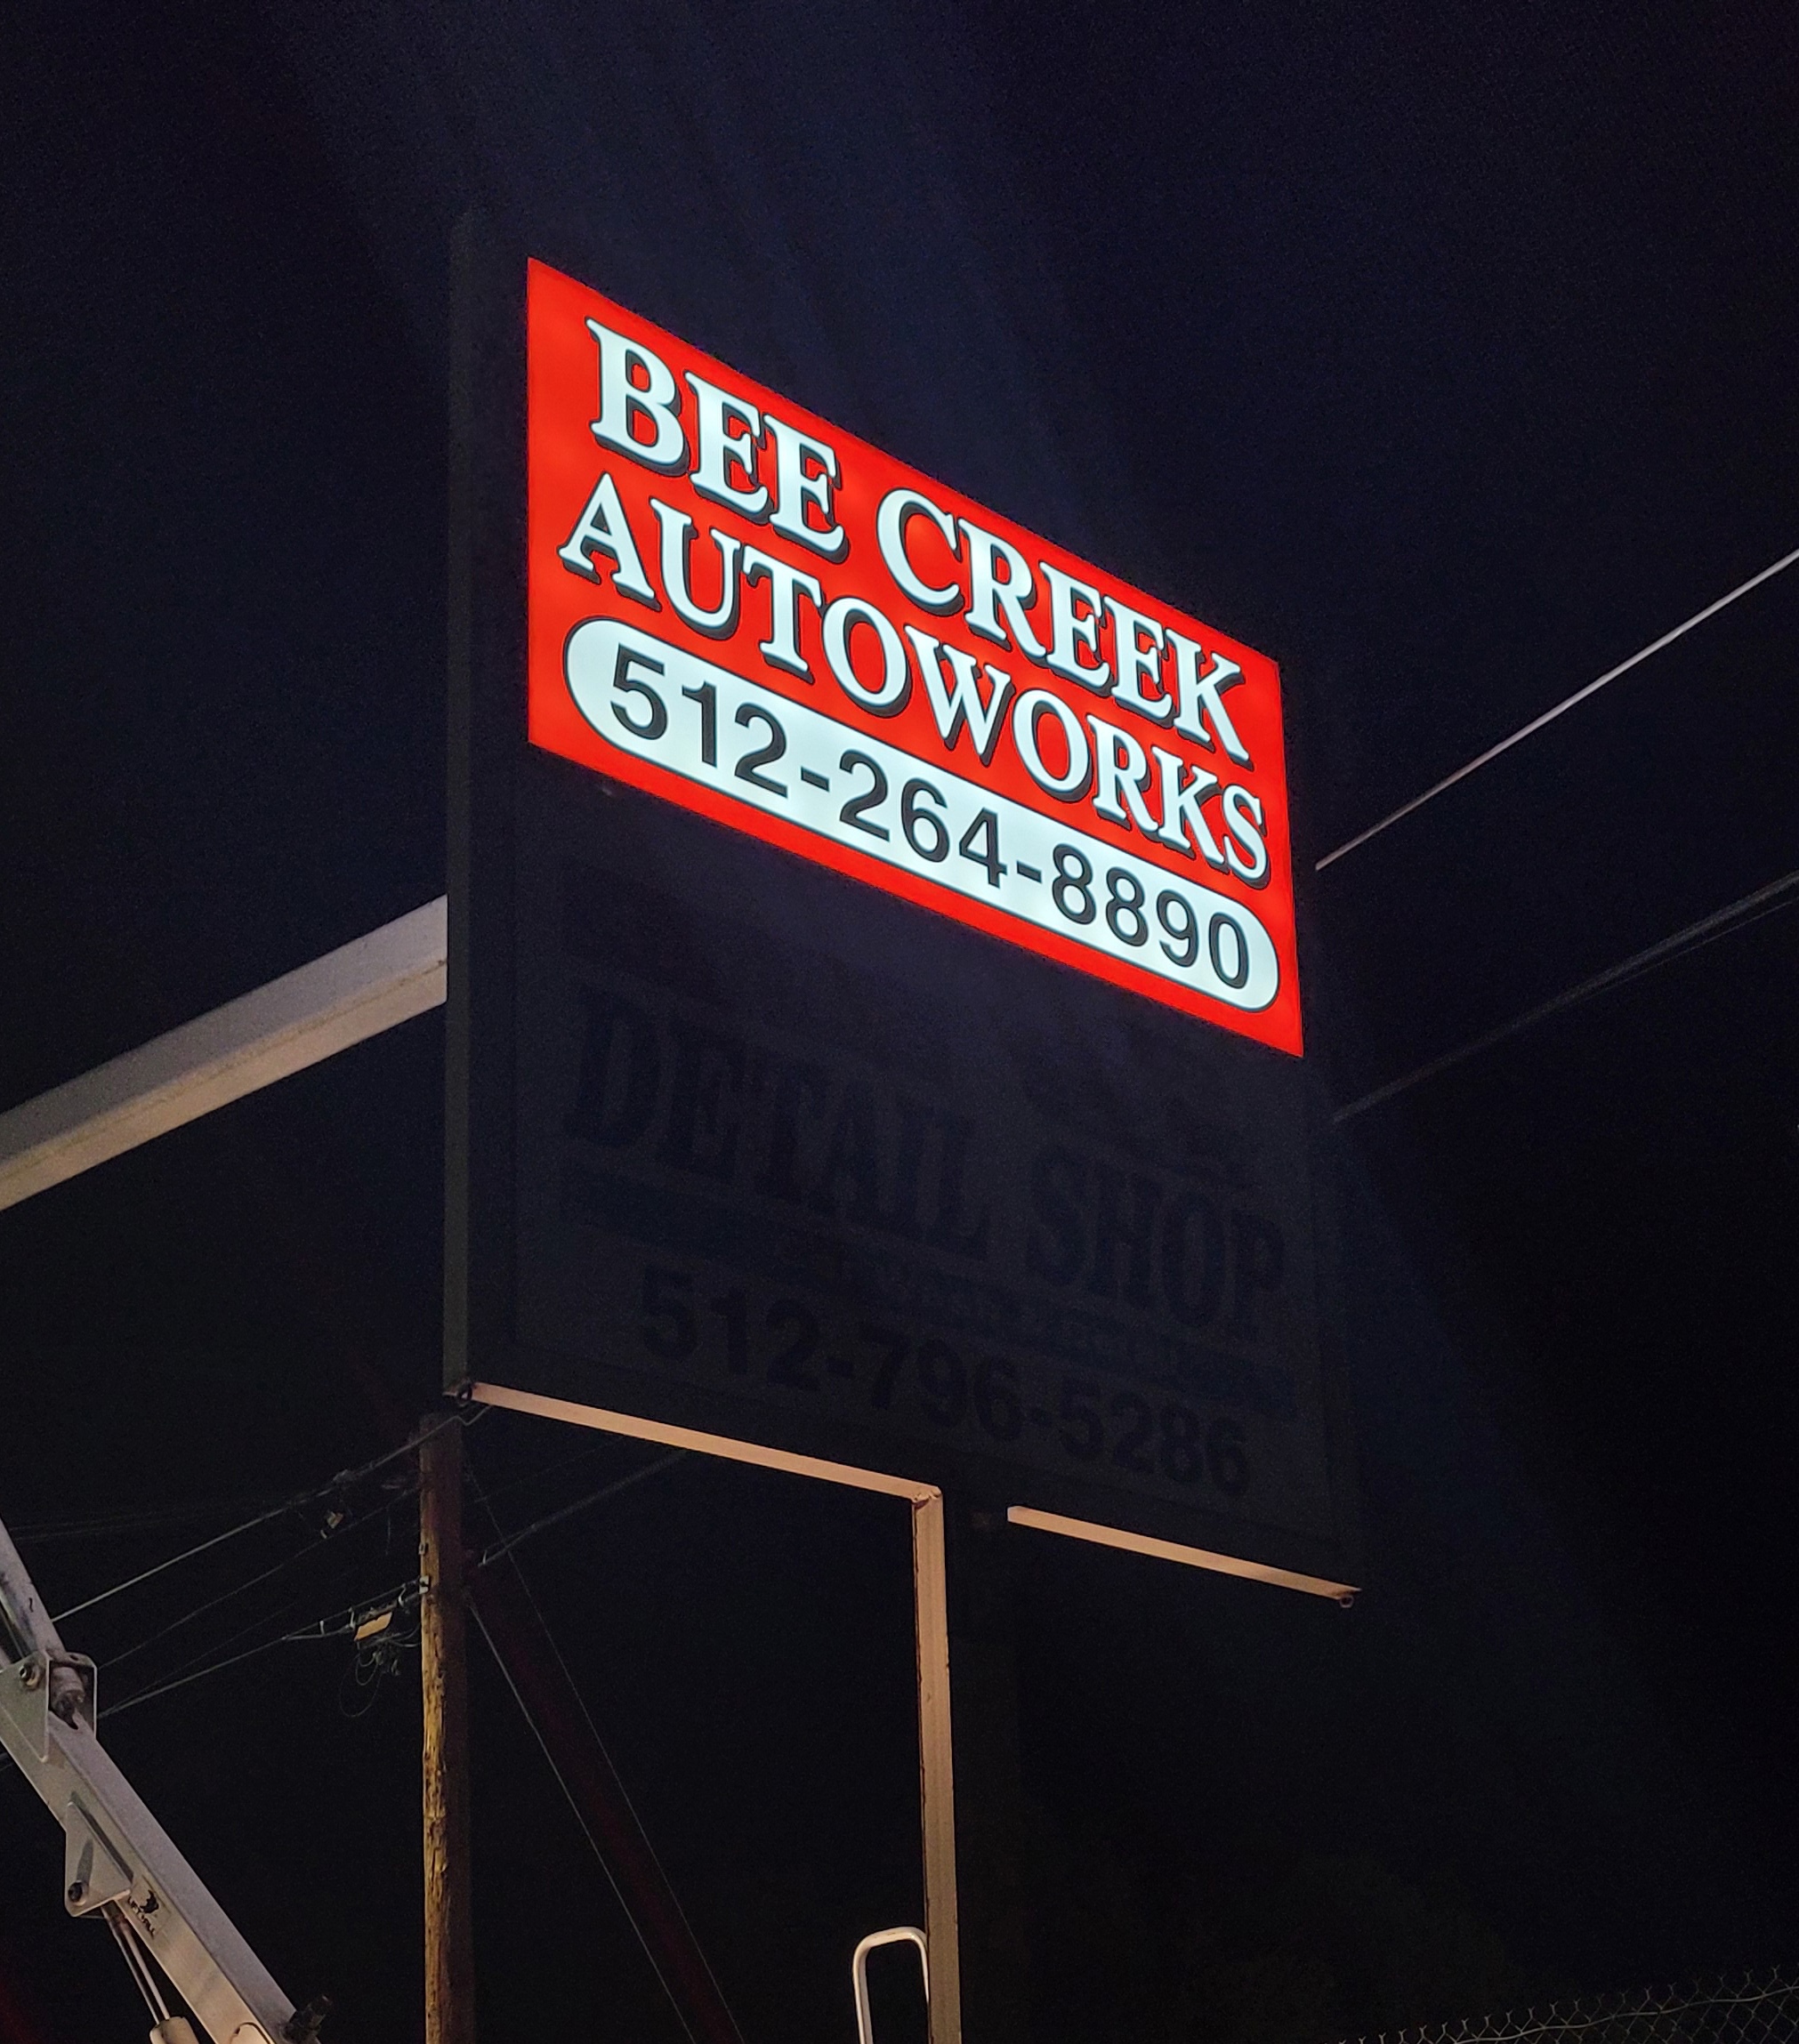 BEE CREEK
AUTOWORKS
512-264-8890
DETAIL SHOP
512-796-5286